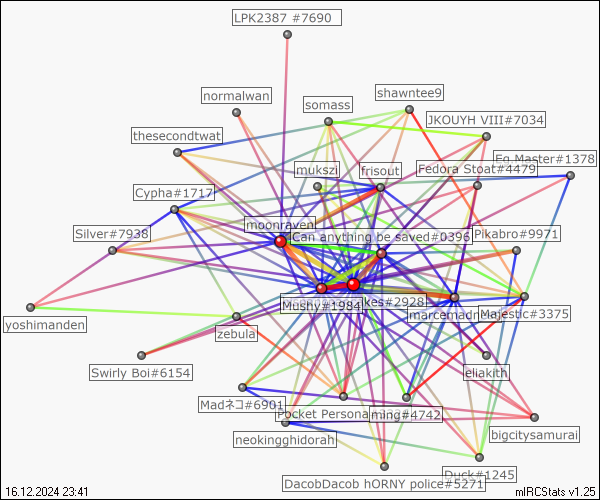 LPK2387 #7690
normalwan
shawntee9
somass
JKOUYH VIII#7034
thesecondtwat
mukszi
frisout
Fedora Stoat#4479
Eg Master#1378
Cypha#1717
moonraven
Silver#7938
Can anything be saved#0396
Pikabro#9971
Mushy#1984
kes#2928
marcemadr
Majestic#3375
yoshimanden
zebula
Swirly Boi#6154
eliakith
Madネコ#6901
Pocket Persona
ming#4742
neokingghidorah
bigcitysamurai
DacobDacob hORNY police#5271
Duck#1245
16.12.2024 23:41
mIRCStats v1.25